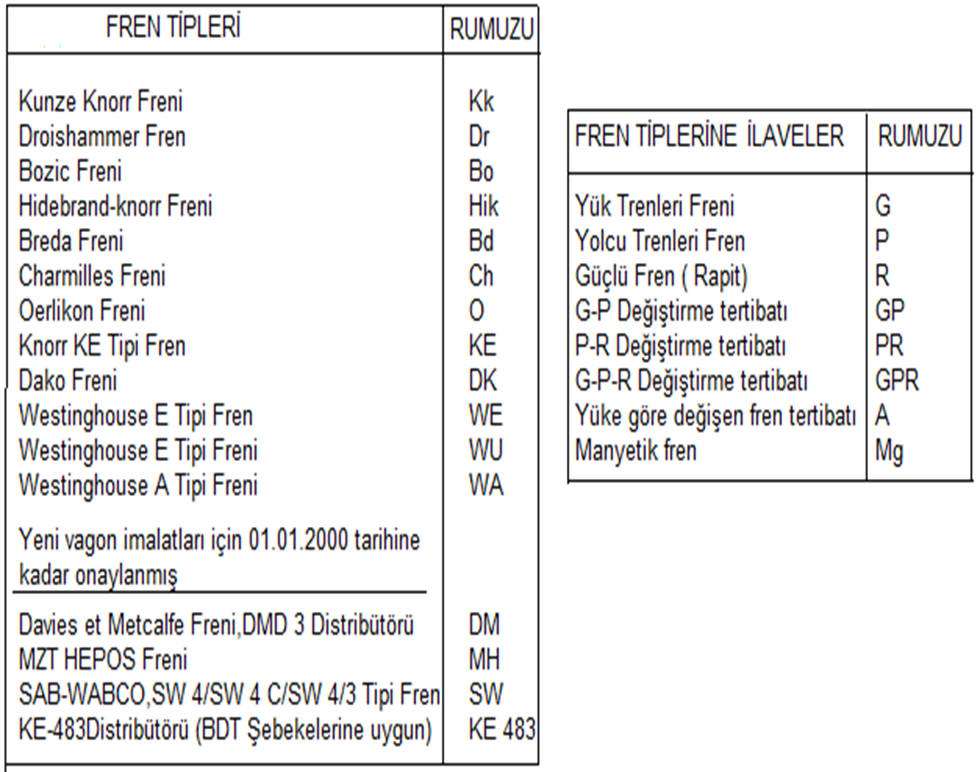 FREN TİPLERİ RUMUZU
Kunze Knorr Freni Kk
Droishammer Fren Dr
Bozic Freni Bo
Hidebrand-knorr Freni Hik
Breda Freni Bd
Charmilles Freni Ch
Oerlikon Freni O
Knorr KE Tipi Fren KE
Dako Freni DK
Westinghouse E Tipi Fren WE
Westinghouse E Tipi Freni WU
Westinghouse A Tipi Freni WA
Yeni vagon imalatları için 01.01.2000 tarihine
kadar onaylanmış
Davies et Metcalfe Freni,DMD 3 Distribütörü DM
MZT HEPOS Freni MH
SAB-WABCO,SW 4/SW 4 C/SW 4/3 Tipi Fren SW
KE-483Distribütörü (BDT Şebekelerine uygun) KE 483
FREN TİPLERİNE İLAVELER RUMUZU
Yük Trenleri Freni G
Yolcu Trenleri Fren P
Güçlü Fren ( Rapit) R
G-P Değiştirme tertibatı GP
P-R Değiştirme tertibatı PR
G-P-R Değiştirme tertibatı GPR
Yüke göre değişen fren tertibatı A
Manyetik fren Mg